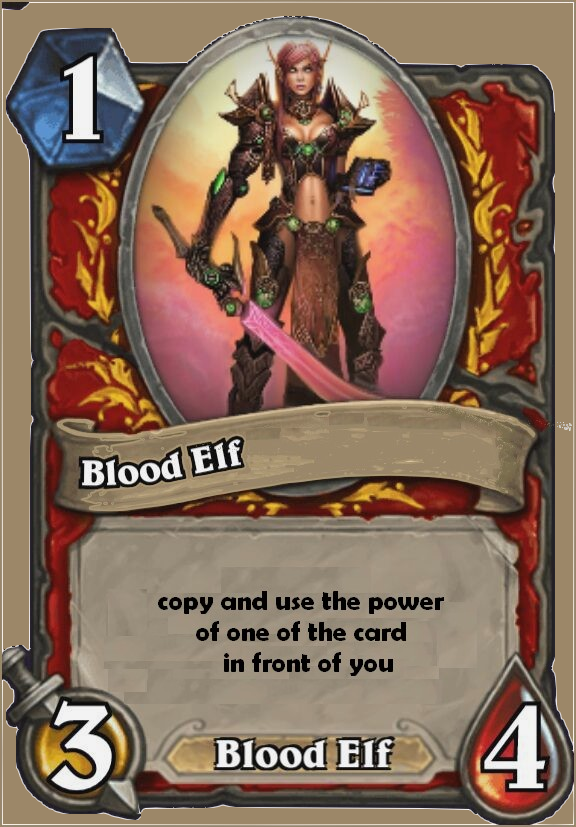 1
Blood Elf
copy and use the power
of one of the card
in front of you
3
Blood Elf
4